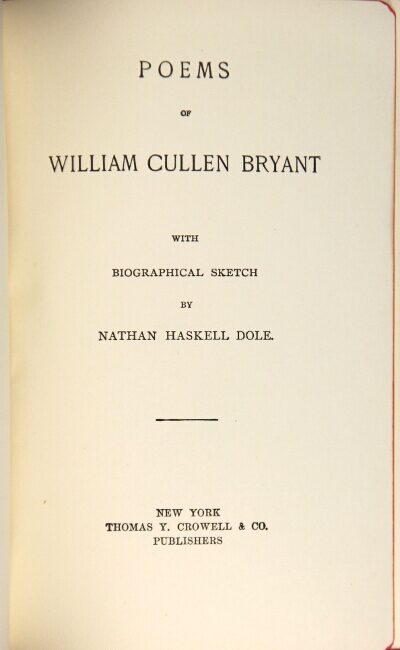 POEMS
OF
WILLIAM CULLEN BRYANT
WITH
BIOGRAPHICAL SKETCH
BY
NATHAN HASKELL DOLE.
NEW YORK
THOMAS Y. CROWELL & CO.
PUBLISHERS